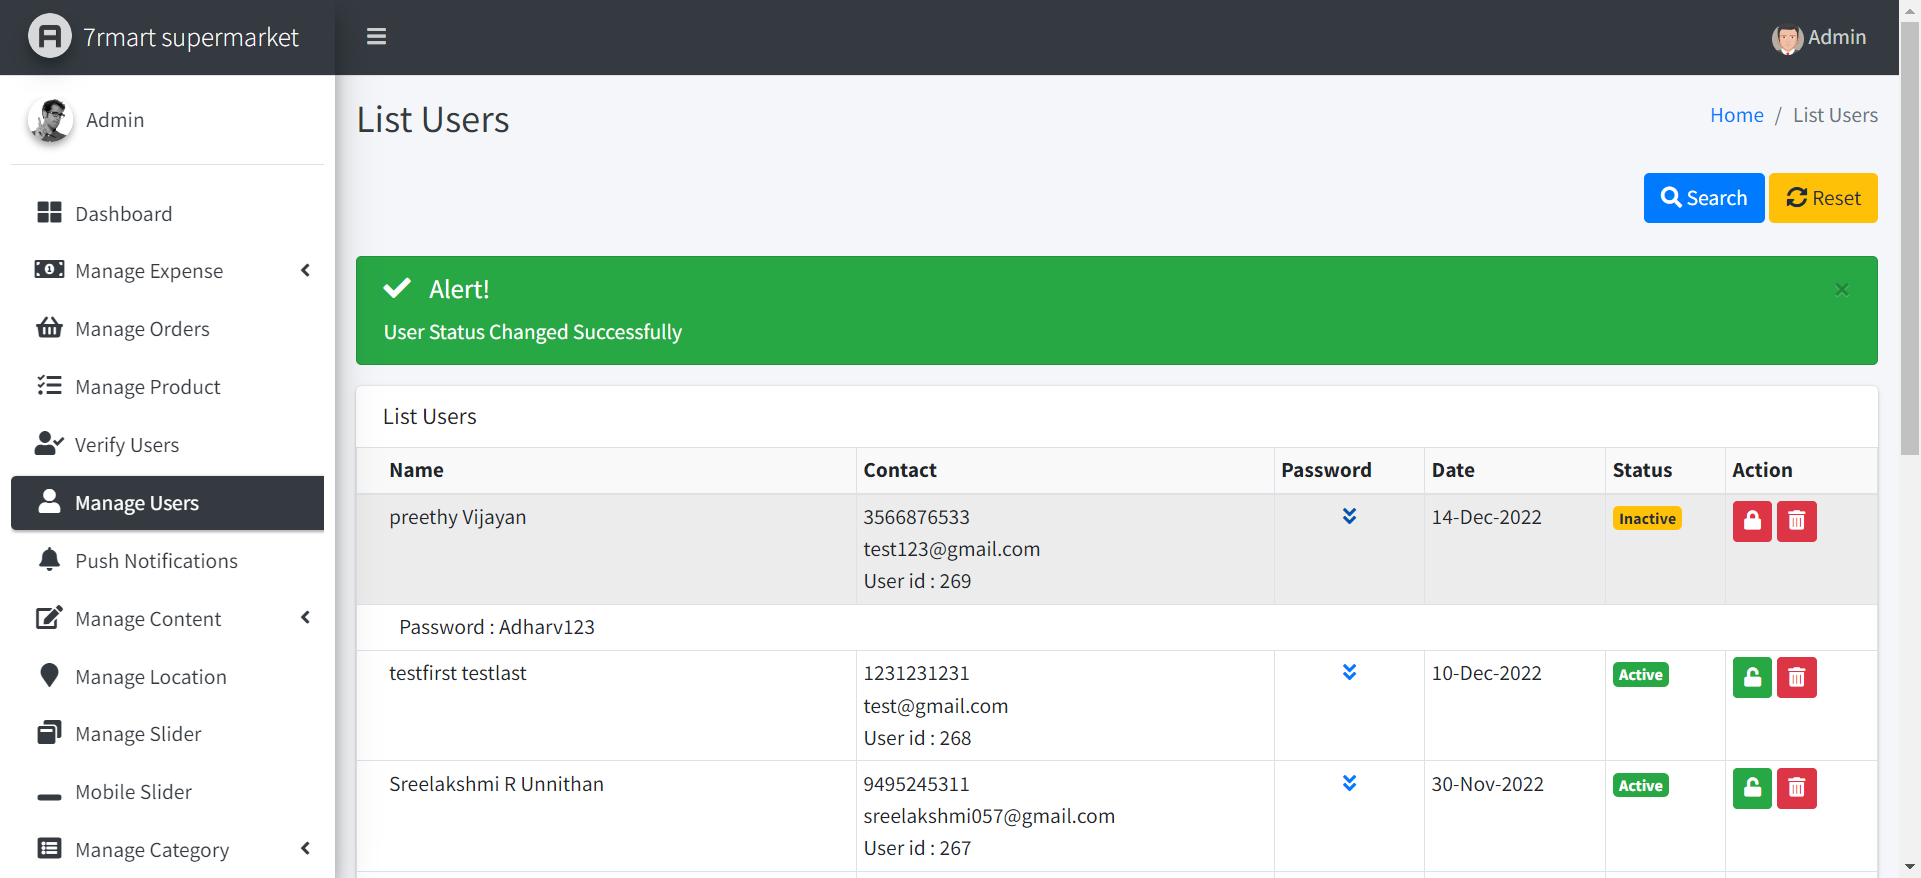 7rmart supermarket
Admin
Admin
Dashboard
Manage Expense
Manage Orders
Manage Product
Verify Users
Manage Users
Push Notifications
Manage Content
Manage Location
Manage Slider
Mobile Slider
Manage Category
List Users
Home / List Users
Search
Reset
Alert!
×
User Status Changed Successfully
List Users
Name Contact Password Date Status Action
preethy Vijayan 3566876533 14-Dec-2022 Inactive
test123@gmail.com
User id : 269
Password : Adharv123
testfirst testlast 1231231231 10-Dec-2022 Active
test@gmail.com
User id : 268
Sreelakshmi R Unnithan 9495245311 30-Nov-2022 Active
sreelakshmi057@gmail.com
User id : 267